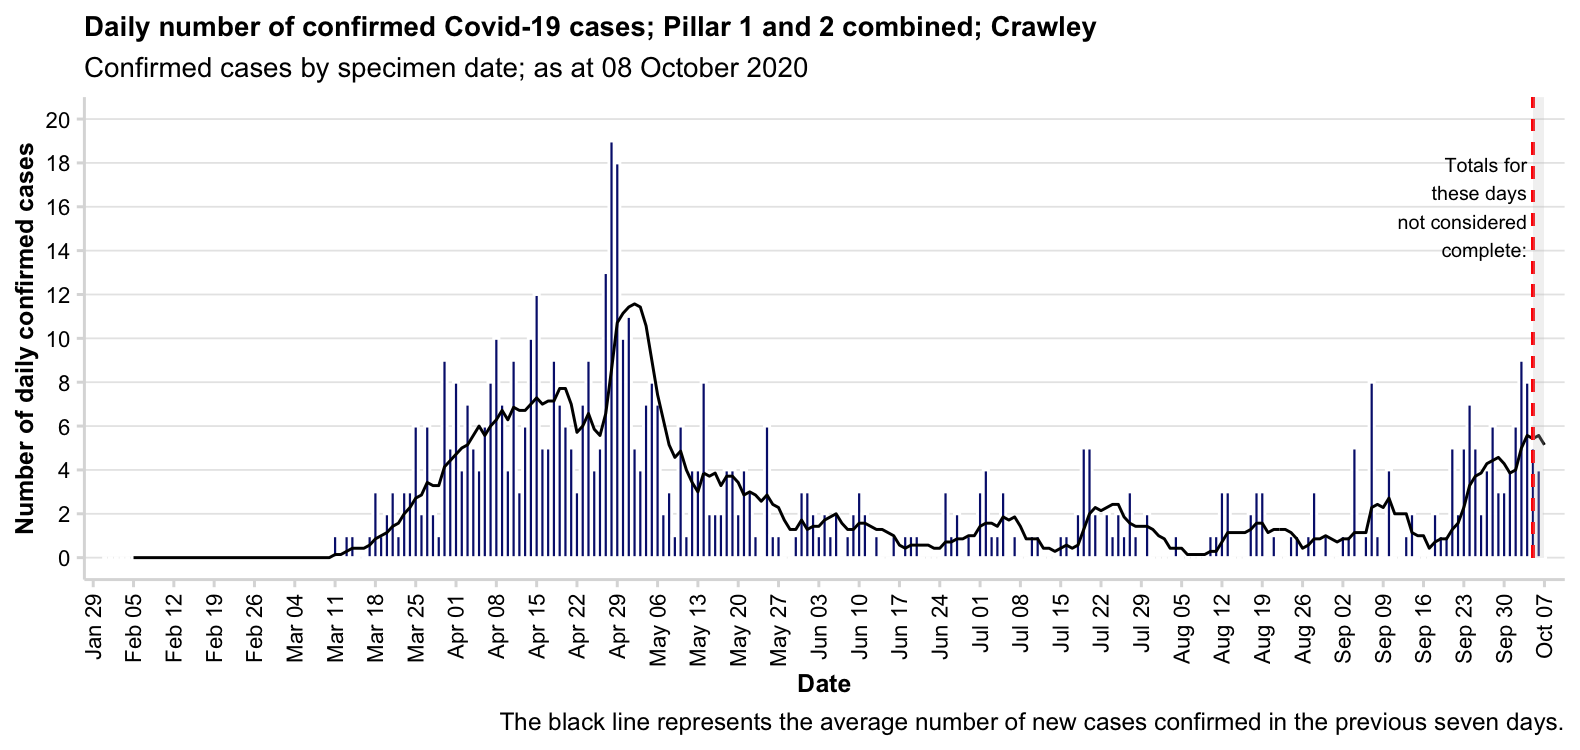 Daily number of confirmed Covid-19 cases; Pillar 1 and 2 combined; Crawley
Confirmed cases by specimen date; as at 08 October 2020
Number of daily confirmed cases
20
18
16
14
12
10
8
6
4
2
0
Totals for
these days
not considered
complete:
Jan 29
Feb 05
Feb 12
Feb 19
Feb 26
Mar 04
Mar 11
Mar 18
Mar 25
Apr 01
Apr 08
Apr 15
Apr 22
Apr 29
May 06
May 13
May 20
May 27
Jun 03
Jun 10
Jun 17
Jun 24
Jul 01
Jul 08
Jul 15
Jul 22
Jul 29
Aug 05
Aug 12
Aug 19
Aug 26
Sep 02
Sep 09
Sep 16
Sep 23
Sep 30
Oct 07
Date
The black line represents the average number of new cases confirmed in the previous seven days.